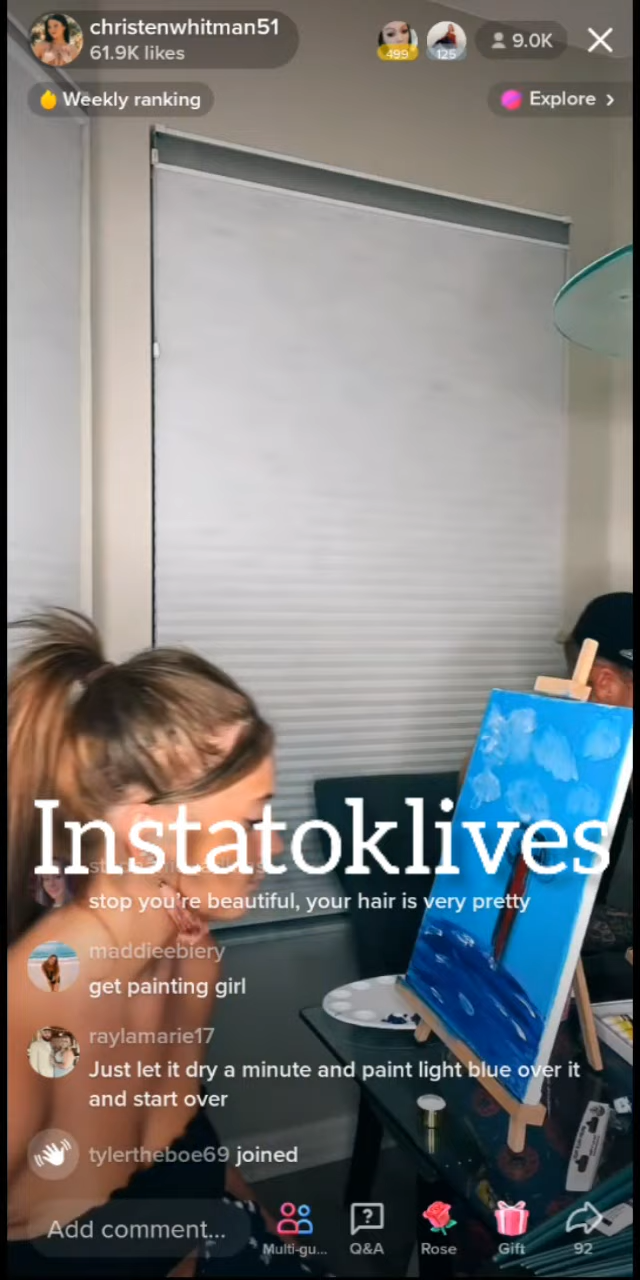 christenwhitman51
61.9K likes
499
125
9.0K
Weekly ranking
Explore
Instatoklives
stop you're beautiful, your hair is very pretty
maddieebiery
get painting girl
raylamarie17
Just let it dry a minute and paint light blue over it
and start over
tylertheboe69 joined
Add comment...
Multi-gu...
Q&A
Rose
Gift
92